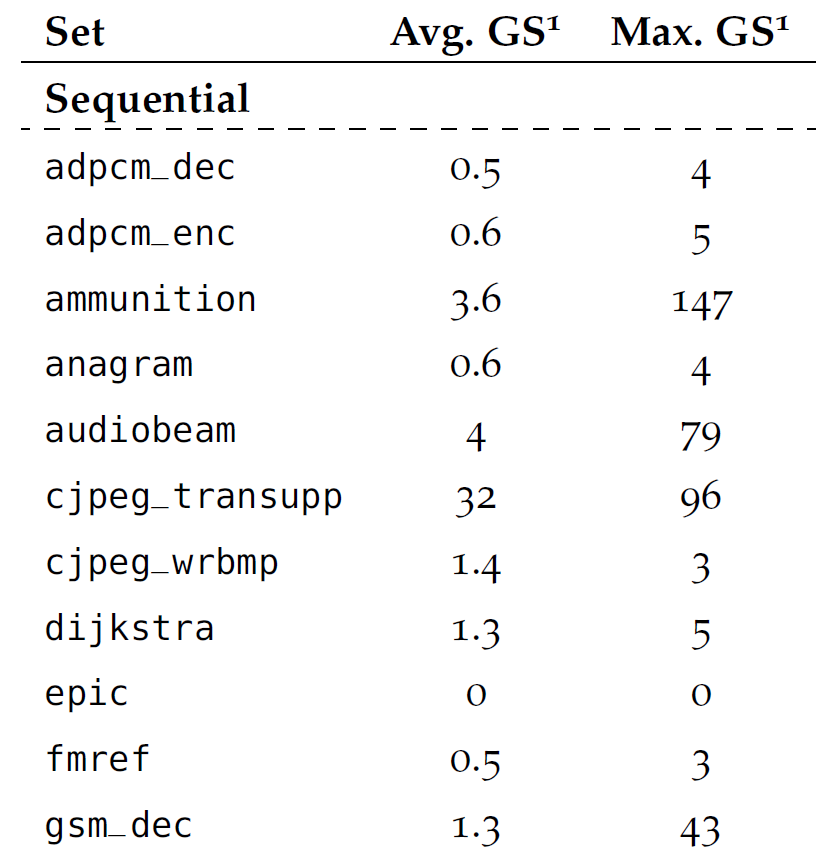 Set Avg. GS¹ Max. GS¹
Sequential
adpcm_dec 0.5 4
adpcm_enc 0.6 5
ammunition 3.6 147
anagram 0.6 4
audiobeam 4 79
cjpeg_transupp 32 96
cjpeg_wrbmp 1.4 3
dijkstra 1.3 5
epic 0 0
fmref 0.5 3
gsm_dec 1.3 43